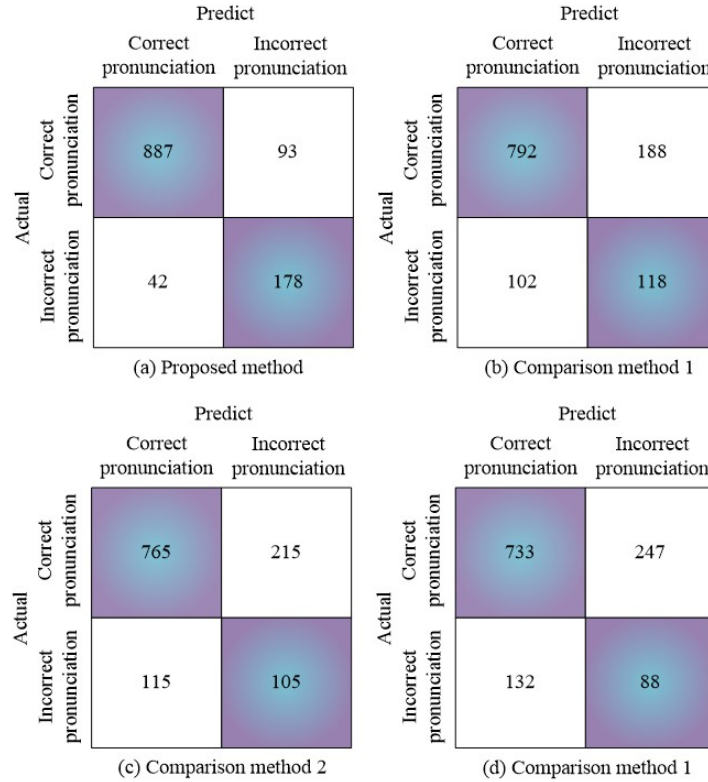 Predict
Correct pronunciation
Incorrect pronunciation
Actual
Correct pronunciation
Incorrect pronunciation
887
93
42
178
(a) Proposed method
Predict
Correct pronunciation
Incorrect pronunciation
Actual
Correct pronunciation
Incorrect pronunciation
792
188
102
118
(b) Comparison method 1
Predict
Correct pronunciation
Incorrect pronunciation
Actual
Correct pronunciation
Incorrect pronunciation
765
215
115
105
(c) Comparison method 2
Predict
Correct pronunciation
Incorrect pronunciation
Actual
Correct pronunciation
Incorrect pronunciation
733
247
132
88
(d) Comparison method 1